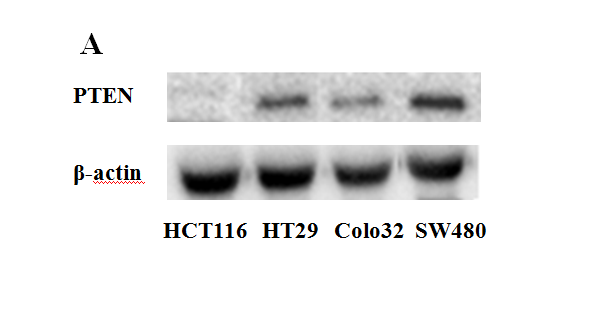 A
PTEN
β-actin
HCT116 HT29 Colo32 SW480